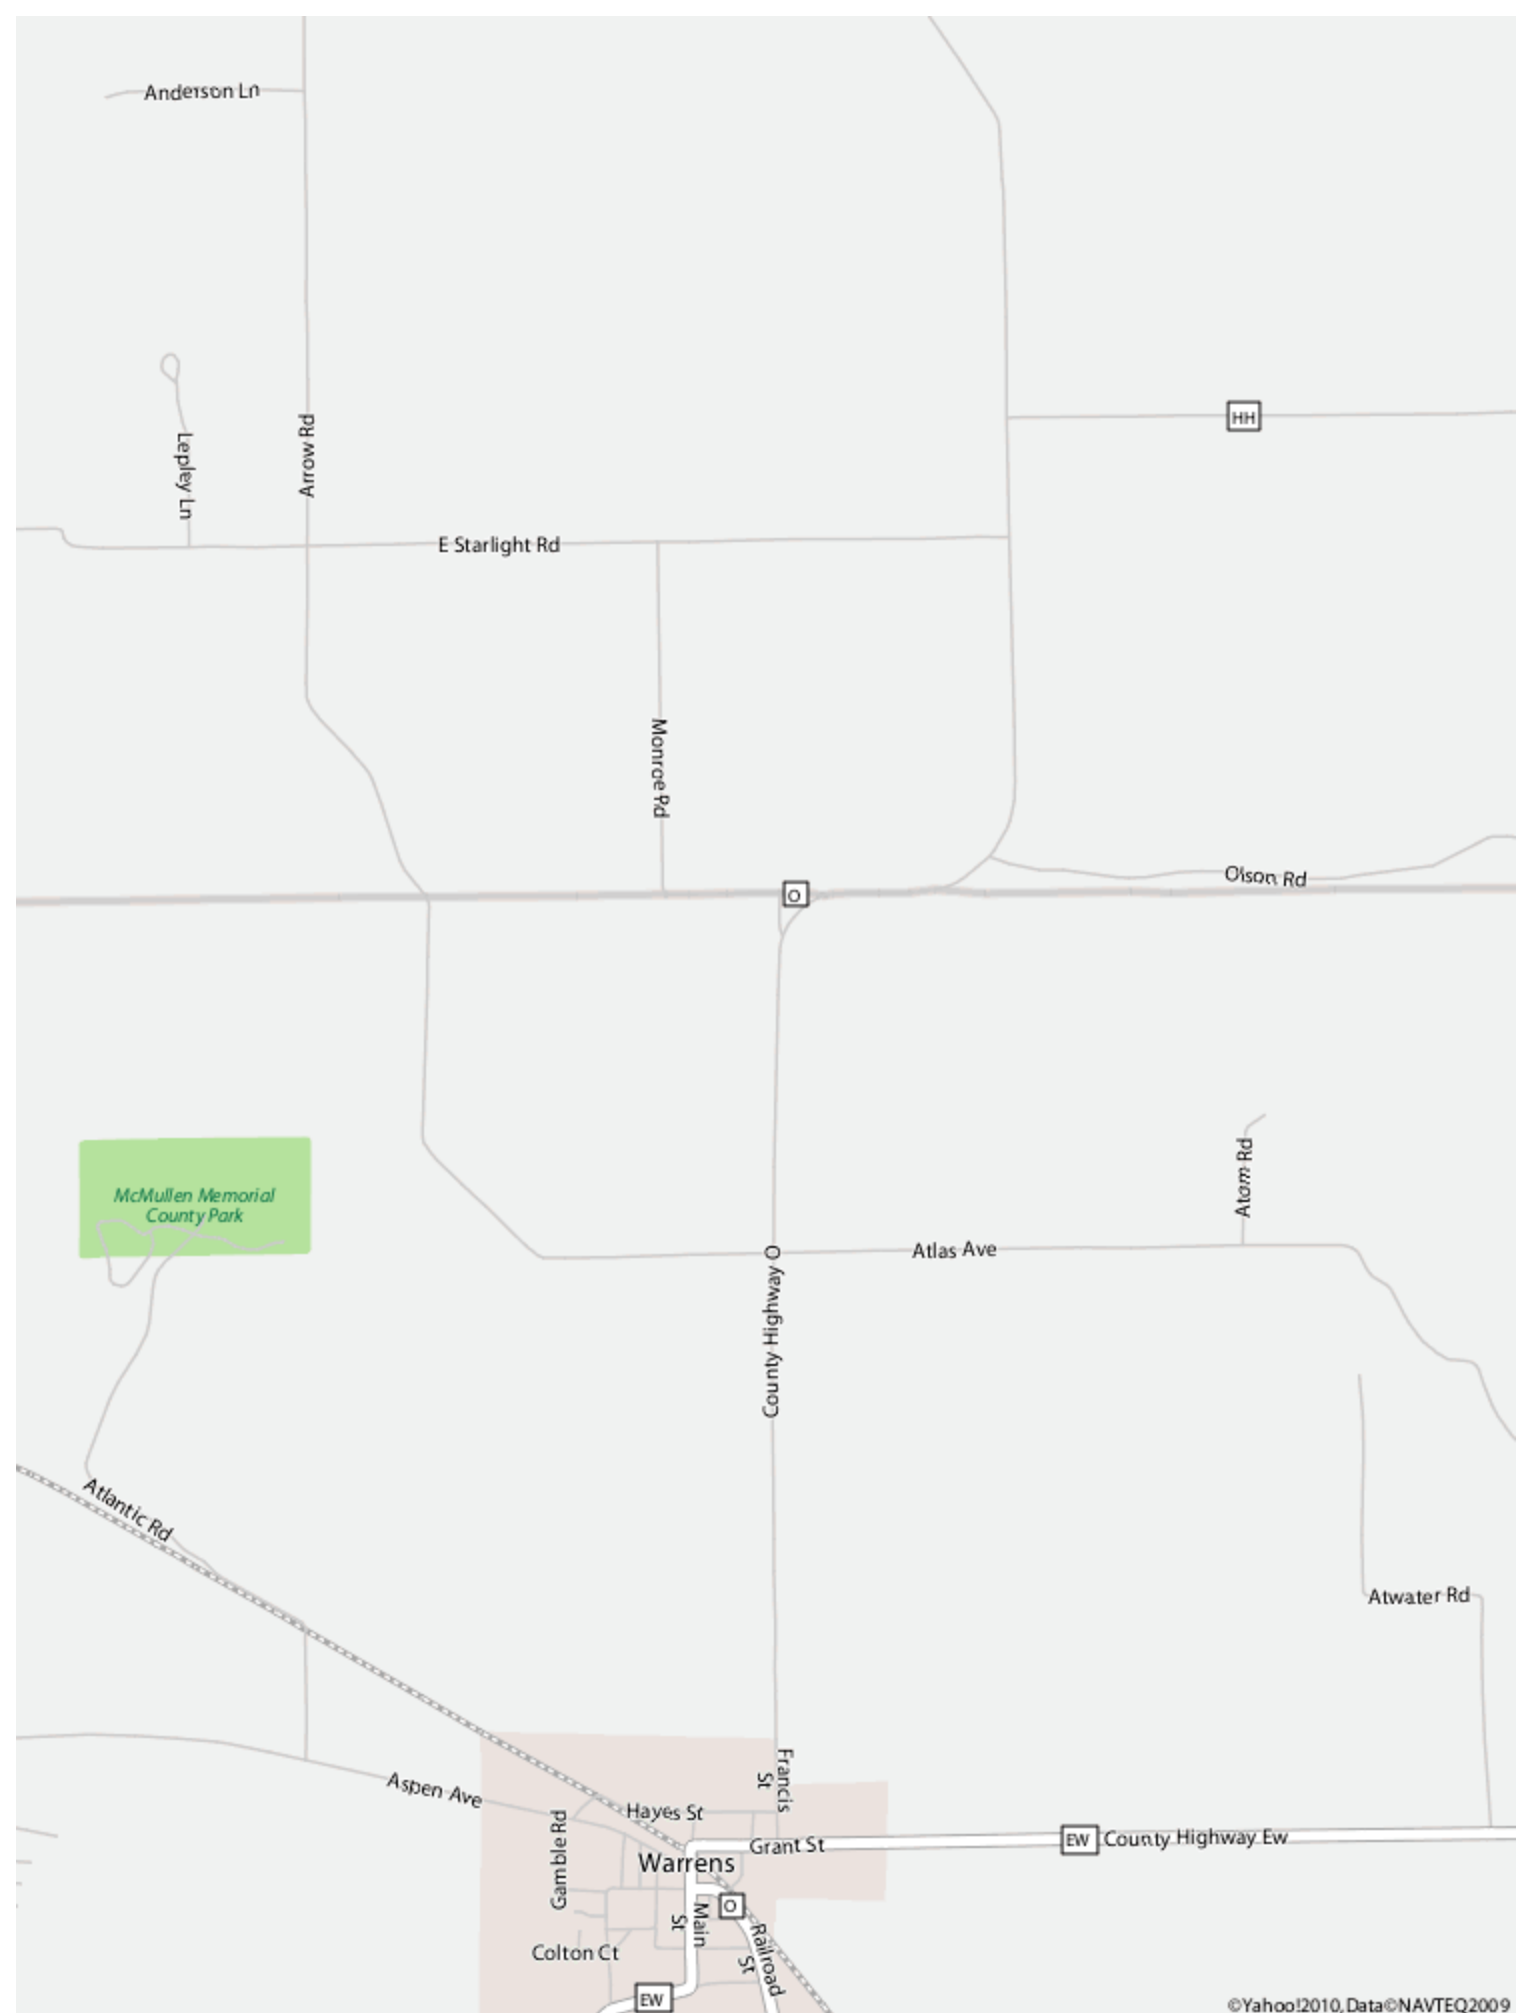 Anderson Ln
Arrow Rd
HH
Lepley Ln
E Starlight Rd
Monroe Rd
Olson Rd
O
Atom Rd
McMullen Memorial
County Park
Atlas Ave
County Highway O
Atlantic Rd
Atwater Rd
Francis
St
Aspen Ave
Hayes St
Gamble Rd
Grant St
EW
County Highway Ew
Warrens
O
Main
St
Railroad
St
Colton Ct
EW
©Yahoo!2010,Data©NAVTEQ2009